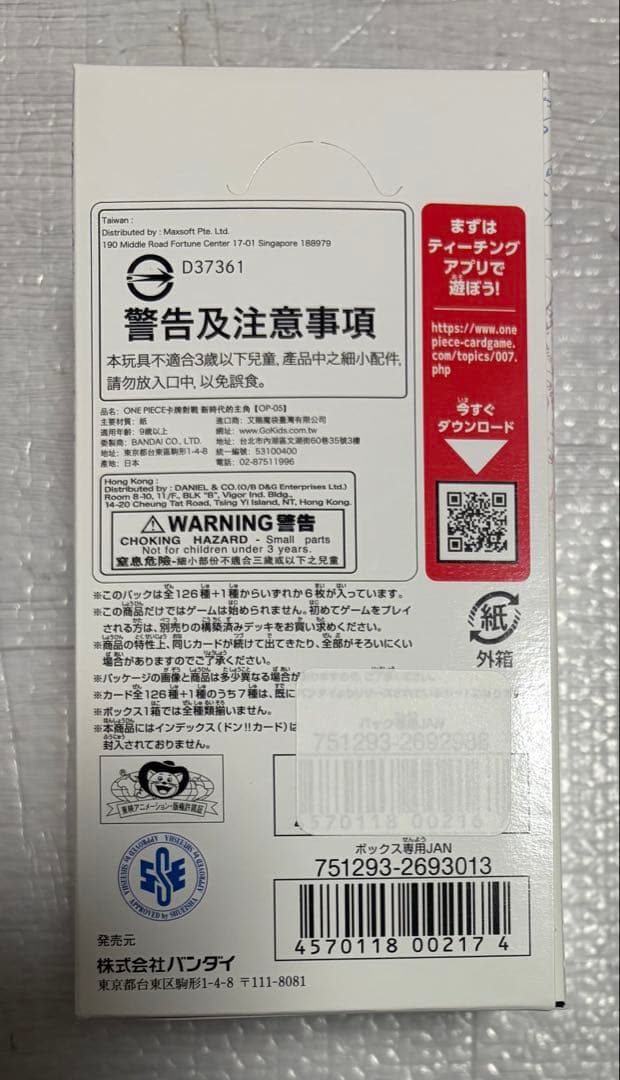 Taiwan :
Distributed by : Maxsoft Pte. Ltd.
190 Middle Road Fortune Center 17-01 Singapore 188979
D37361
警告及注意事項
本玩具不適合3歲以下兒童,產品中之細小配件,
請勿放入口中,以免誤食。
品名: ONE PIECE卡牌對戰 新時代的主角【OP-05】
主要材質: 紙 進口商: 艾鵝魔袋臺灣有限公司
適用年齡: 9歲以上 網址: www.GoKids.com.tw
委製商: BANDAI CO., LTD. 地址: 台北市內湖區文湖街60巷35號3樓
地址: 東京都台東區駒形1-4-8 統一編號: 53100400
產地: 日本 電話: 02-87511996
Hong Kong :
Distributed by : DANIEL & CO.(O/B D&G Enterprises Ltd.)
Room 8-10, 11/F., BLK "B", Vigor Ind. Bldg.,
14-20 Cheung Tat Road, Tsing Yi Island, NT, Hong Kong.
WARNING 警告
CHOKING HAZARD - Small parts
Not for children under 3 years.
窒息危險-細小部份不適合三歲或以下之兒童
まずは
ティーチング
アプリで
遊ぼう!
https://www.one
piece-cardgame.
com/topics/007.
php
今すぐ
ダウンロード
紙
外箱
※このパックは全126種+1種からいずれか6枚が入っています。
※この商品だけではゲームは始められません。初めてゲームをプレイ
される方は、別売りの構築済みデッキをお買い求めください。
※商品の特性上、同じカードが続けて出てきたり、全部がそろいにくい
場合がありますのでご了承ください。
※パッケージの画像と商品は多少異なる場合が
※カード全126種+1種のうち7種は、既に
※ボックス1箱では全種類揃いません。
※本商品にはインデックス(ドン!!カード)は
封入されておりません。
東映アニメーション・版権許諾証
APPROVED by SHUEISHA
ボックス専用JAN
751293-2693013
4570118 00217 4
発売元
株式会社バンダイ
東京都台東区駒形1-4-8 〒111-8081